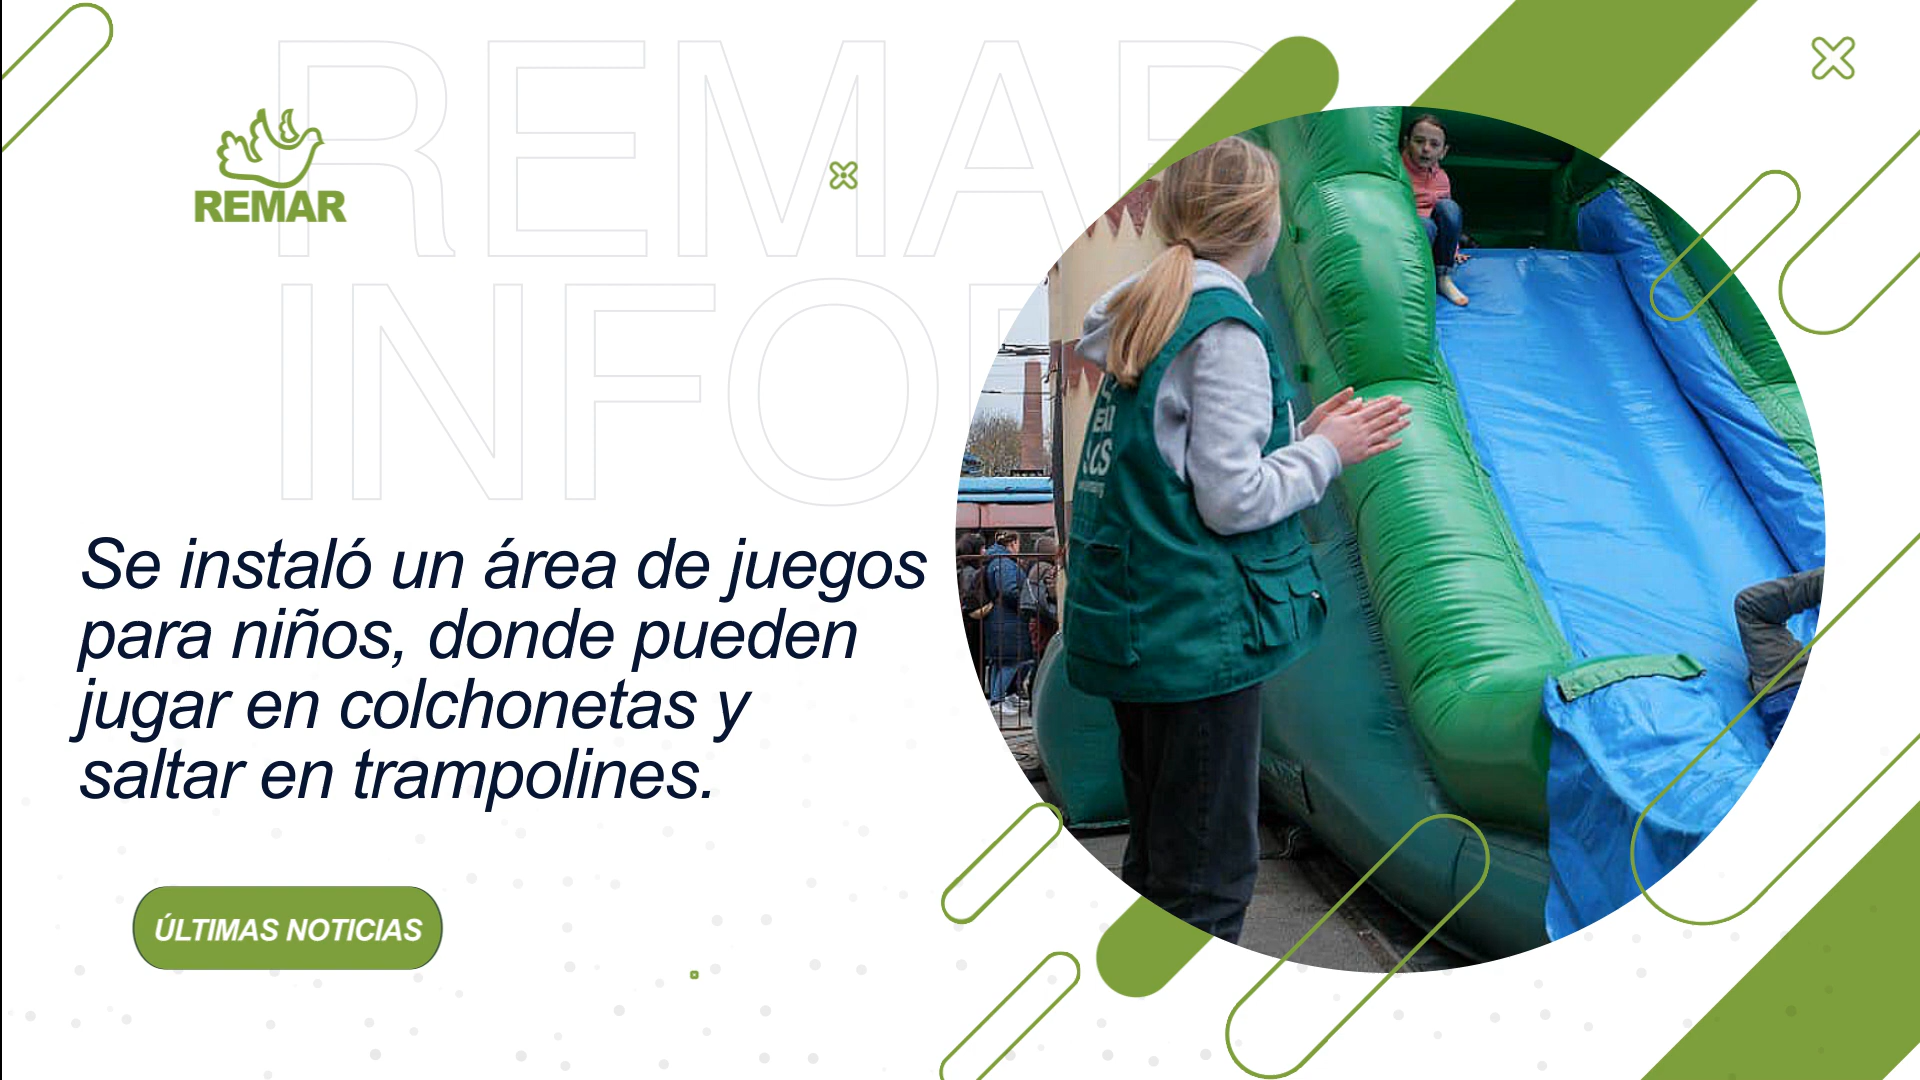 REMAR
INFOR
REMAR
Se instaló un área de juegos
para niños, donde pueden
jugar en colchonetas y
saltar en trampolines.
ÚLTIMAS NOTICIAS